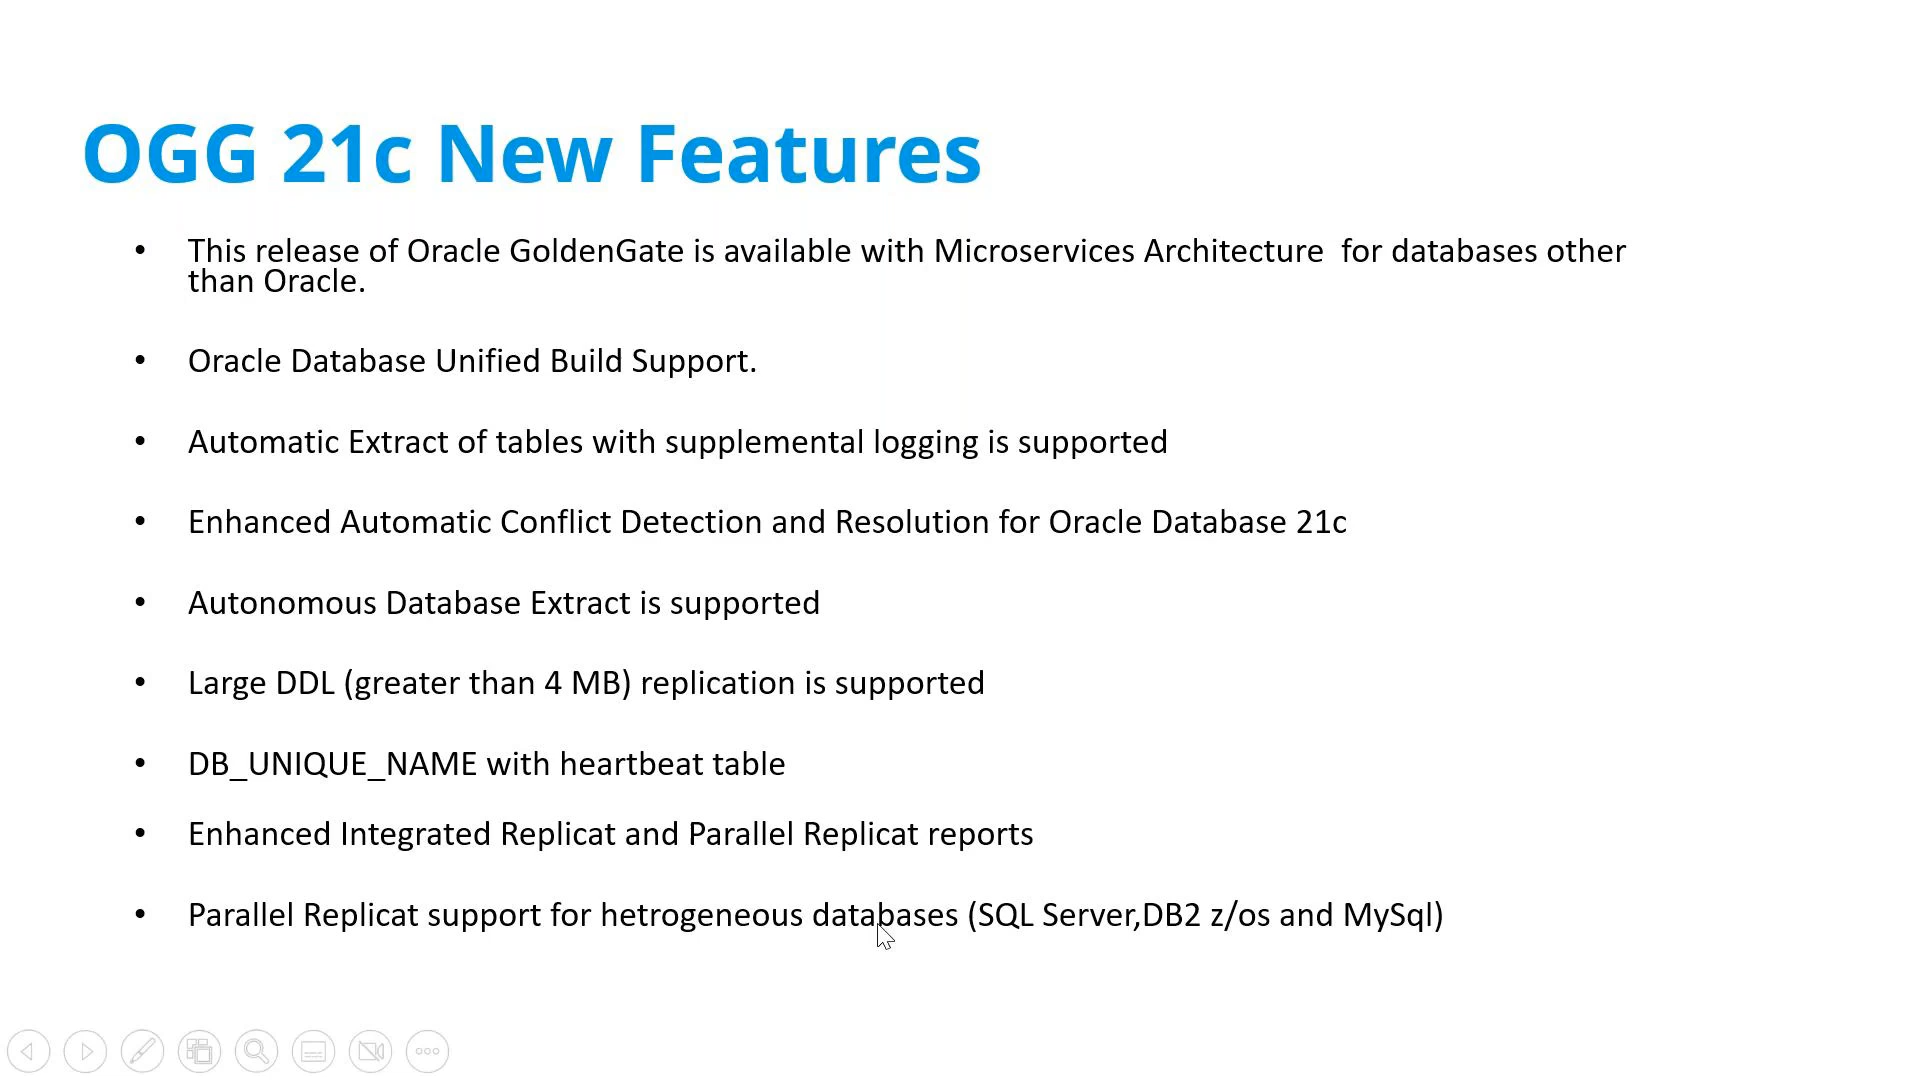 OGG 21c New Features
• This release of Oracle GoldenGate is available with Microservices Architecture  for databases other
than Oracle.
• Oracle Database Unified Build Support.
• Automatic Extract of tables with supplemental logging is supported
• Enhanced Automatic Conflict Detection and Resolution for Oracle Database 21c
• Autonomous Database Extract is supported
• Large DDL (greater than 4 MB) replication is supported
• DB_UNIQUE_NAME with heartbeat table
• Enhanced Integrated Replicat and Parallel Replicat reports
• Parallel Replicat support for hetrogeneous databases (SQL Server,DB2 z/os and MySql)